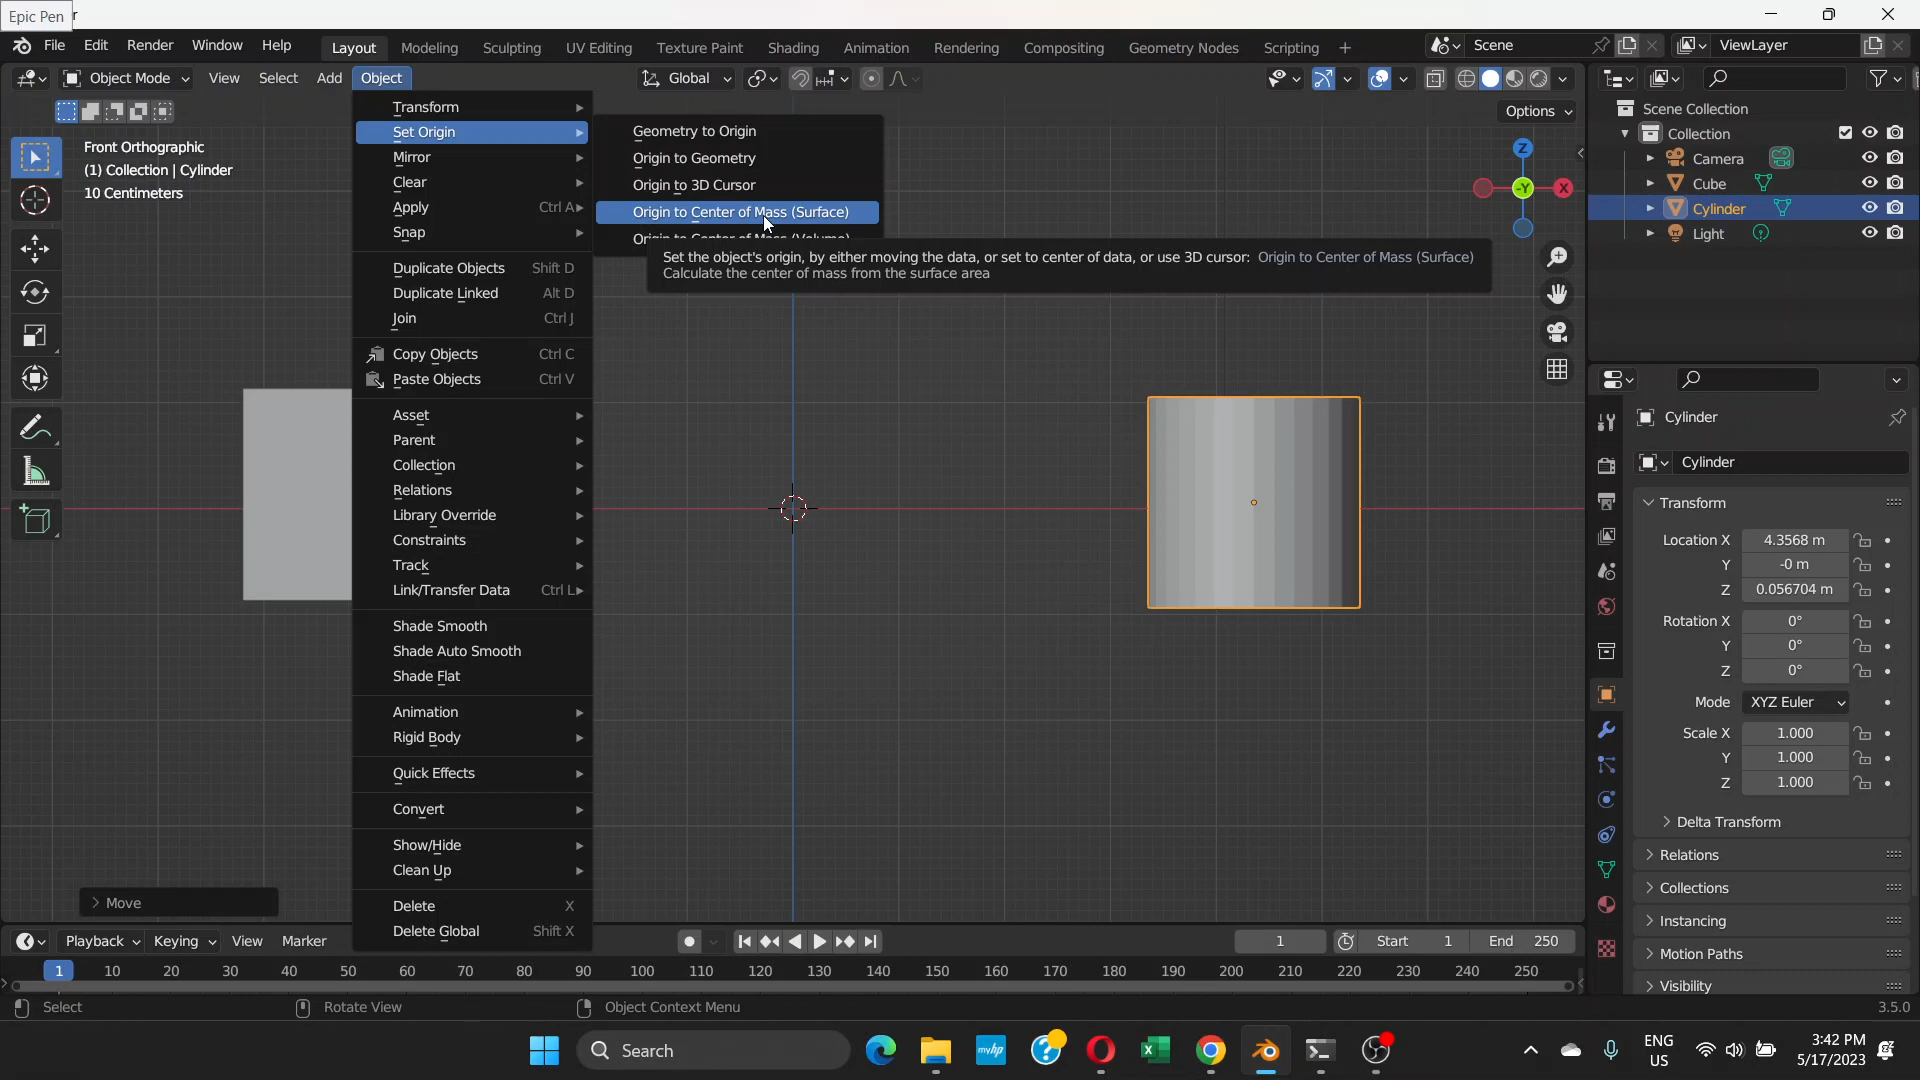 Epic Pen
File Edit Render Window Help
Layout Modeling Sculpting UV Editing Texture Paint Shading Animation Rendering Compositing Geometry Nodes Scripting +
Scene
ViewLayer
Object Mode View Select Add Object
Global
Options
Front Orthographic
(1) Collection | Cylinder
10 Centimeters
Transform
Set Origin
Mirror
Clear
Apply Ctrl A
Snap
Duplicate Objects Shift D
Duplicate Linked Alt D
Join Ctrl J
Copy Objects Ctrl C
Paste Objects Ctrl V
Asset
Parent
Collection
Relations
Library Override
Constraints
Track
Link/Transfer Data Ctrl L
Shade Smooth
Shade Auto Smooth
Shade Flat
Animation
Rigid Body
Quick Effects
Convert
Show/Hide
Clean Up
Delete X
Delete Global Shift X
Geometry to Origin
Origin to Geometry
Origin to 3D Cursor
Origin to Center of Mass (Surface)
Origin to Center of Mass (Volume)
Set the object's origin, by either moving the data, or set to center of data, or use 3D cursor: Origin to Center of Mass (Surface)
Calculate the center of mass from the surface area
Z
-Y
X
Move
Scene Collection
Collection
Camera
Cube
Cylinder
Light
Cylinder
Cylinder
Transform
Location X 4.3568 m
Y -0 m
Z 0.056704 m
Rotation X 0°
Y 0°
Z 0°
Mode XYZ Euler
Scale X 1.000
Y 1.000
Z 1.000
Delta Transform
Relations
Collections
Instancing
Motion Paths
Visibility
Playback Keying View Marker
1 Start 1 End 250
1 10 20 30 40 50 60 70 80 90 100 110 120 130 140 150 160 170 180 190 200 210 220 230 240 250
Select Rotate View Object Context Menu 3.5.0
Search
myhp
ENG
US
3:42 PM
5/17/2023